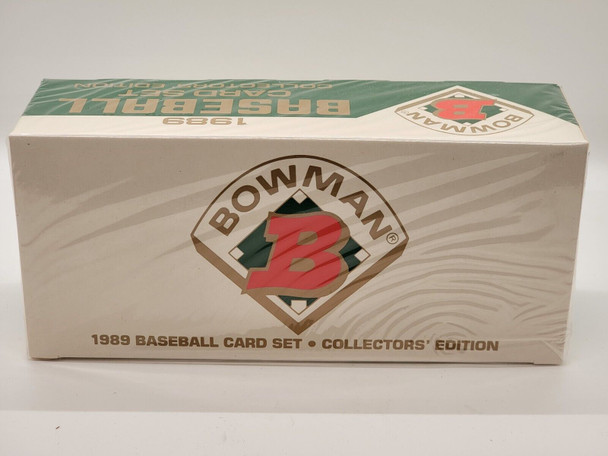 1989
BASEBALL
CARD SET
COLLECTORS' EDITION
BOWMAN
B
BOWMAN®
B
1989 BASEBALL CARD SET • COLLECTORS' EDITION